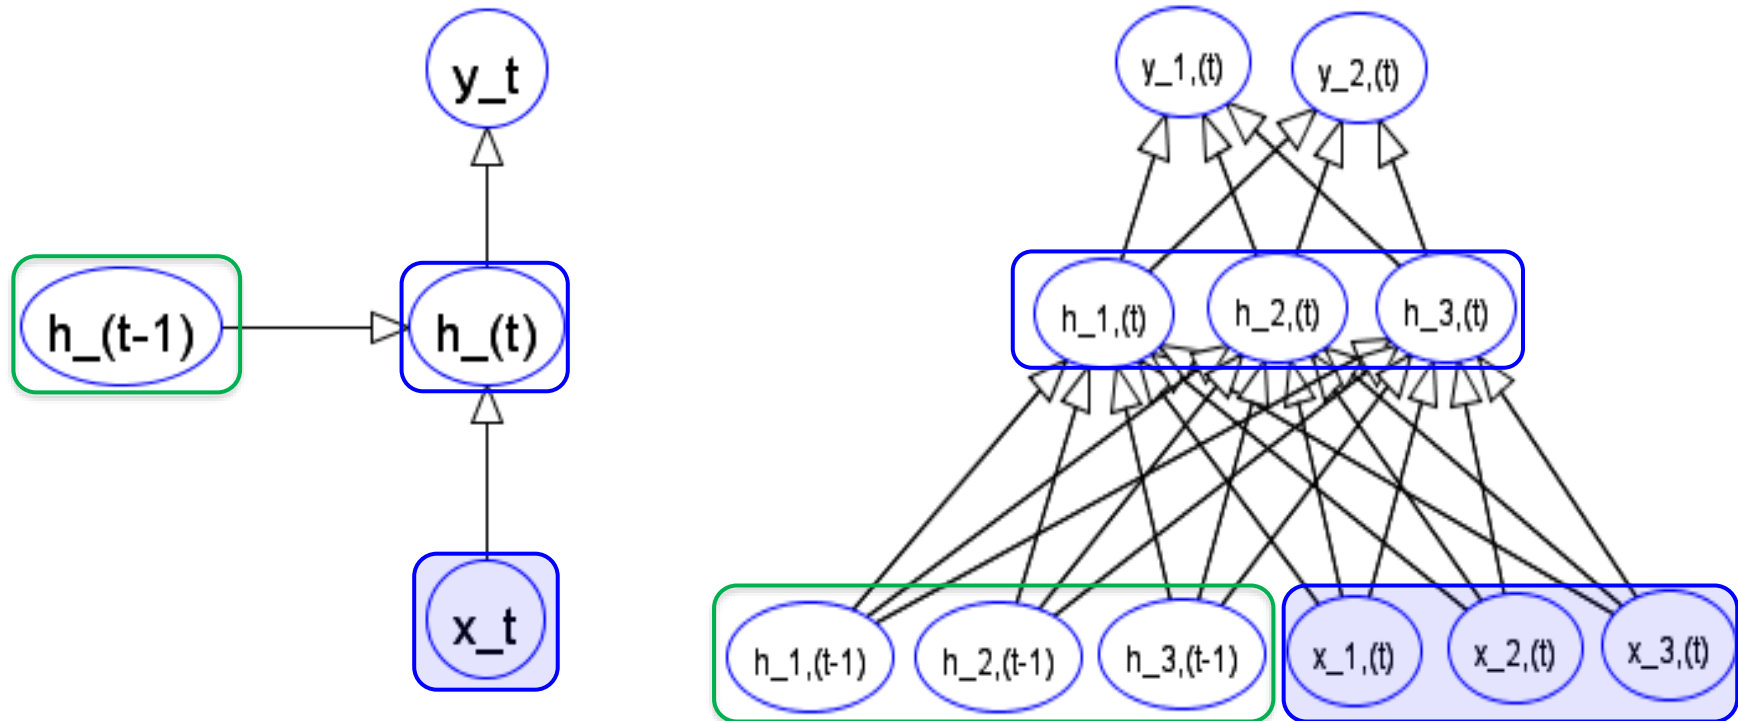 y_t
h_(t-1)
h_(t)
x_t
y_1,(t)
y_2,(t)
h_1,(t)
h_2,(t)
h_3,(t)
h_1,(t-1)
h_2,(t-1)
h_3,(t-1)
x_1,(t)
x_2,(t)
x_3,(t)